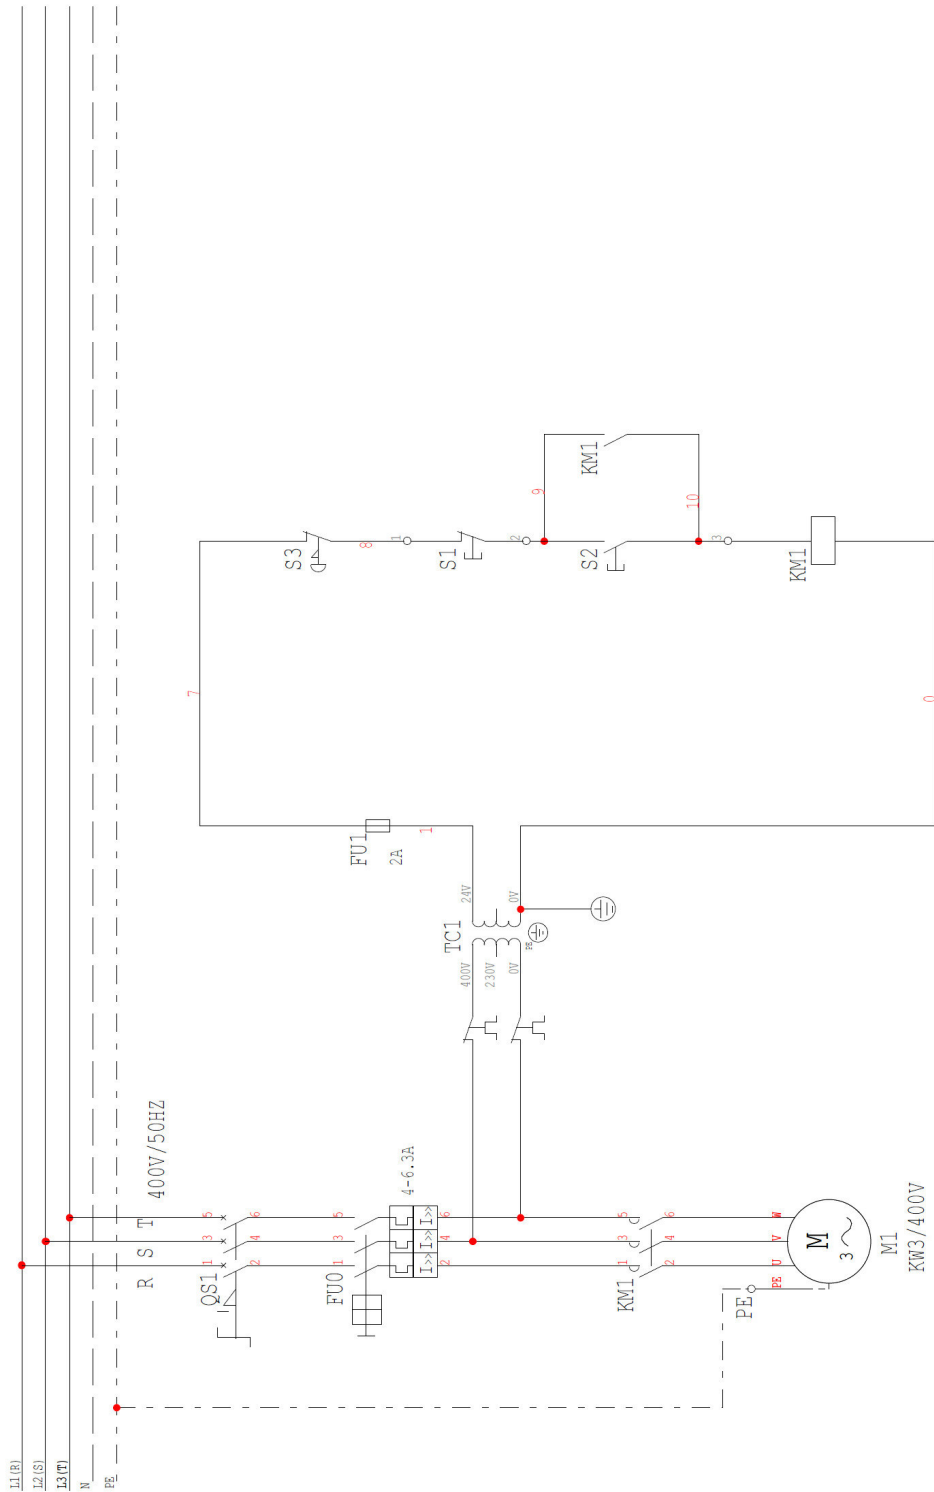 L1(R)
L2(S)
L3(T)
N
PE
400V/50HZ
R
S
T
QS1
1
3
5
2
4
6
FU0
1
3
5
4-6.3A
I>>
I>>
I>>
2
4
6
KM1
1
3
5
2
4
6
PE
PE
U
V
W
M
3
M1
KW3/400V
400V
230V
0V
TC1
PE
24V
0V
FU1
2A
1
7
0
S3
8
1
S1
2
9
S2
KM1
10
3
KM1